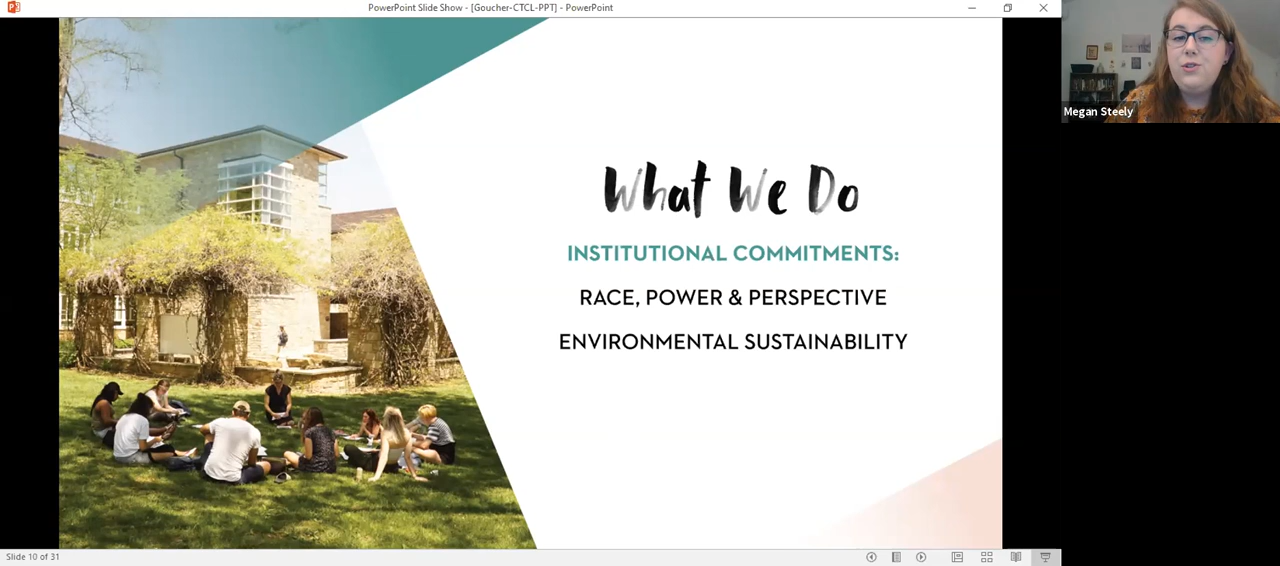 PowerPoint Slide Show - [Goucher-CTCL-PPT] - PowerPoint
Megan Steely
What We Do
INSTITUTIONAL COMMITMENTS:
RACE, POWER & PERSPECTIVE
ENVIRONMENTAL SUSTAINABILITY
Slide 10 of 31